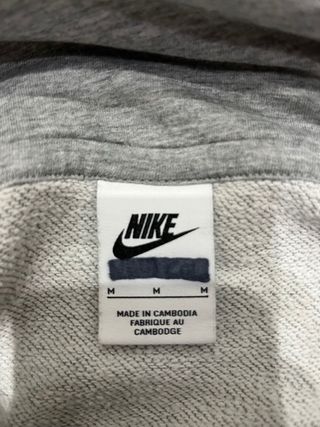 NIKE
M M M
MADE IN CAMBODIA
FABRIQUE AU
CAMBODGE